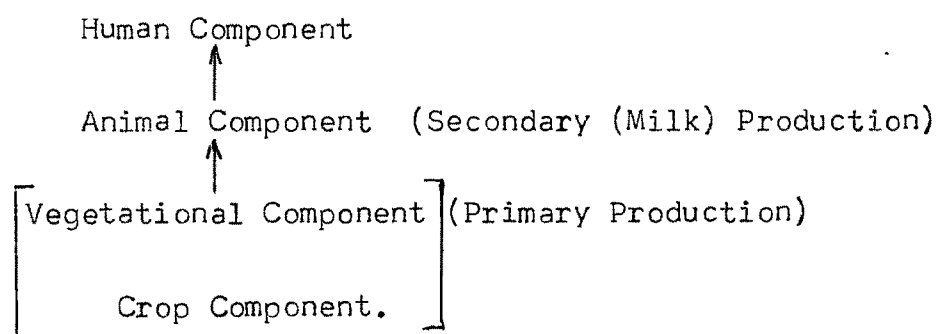 Human Component
Animal Component (Secondary (Milk) Production)
Vegetational Component (Primary Production)
Crop Component.